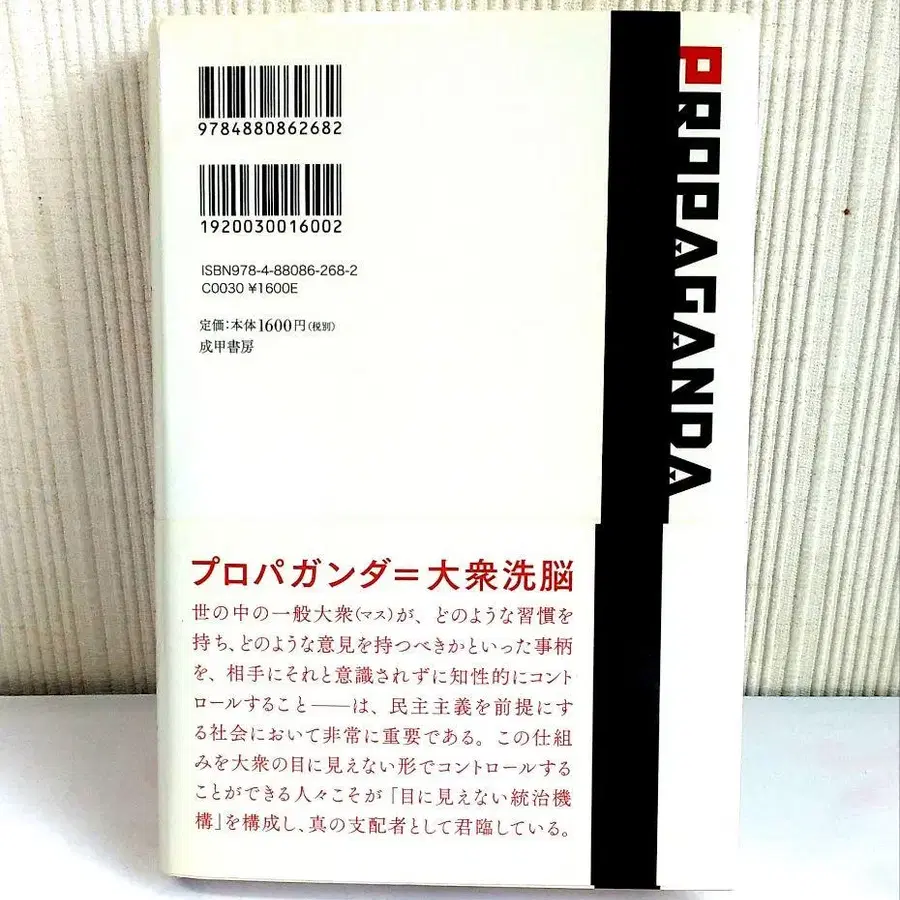 9784880862682
1920030016002
ISBN978-4-88086-268-2
C0030 ¥1600E
定価:本体1600円(税別)
成甲書房
PROPAGANDA
プロパガンダ=大衆洗脳
世の中の一般大衆(マス)が、どのような習慣を
持ち、どのような意見を持つべきかといった事柄
を、相手にそれと意識されずに知性的にコント
ロールすること——は、民主主義を前提にす
る社会において非常に重要である。この仕組
みを大衆の目に見えない形でコントロールする
ことができる人々こそが「目に見えない統治機
構」を構成し、真の支配者として君臨している。